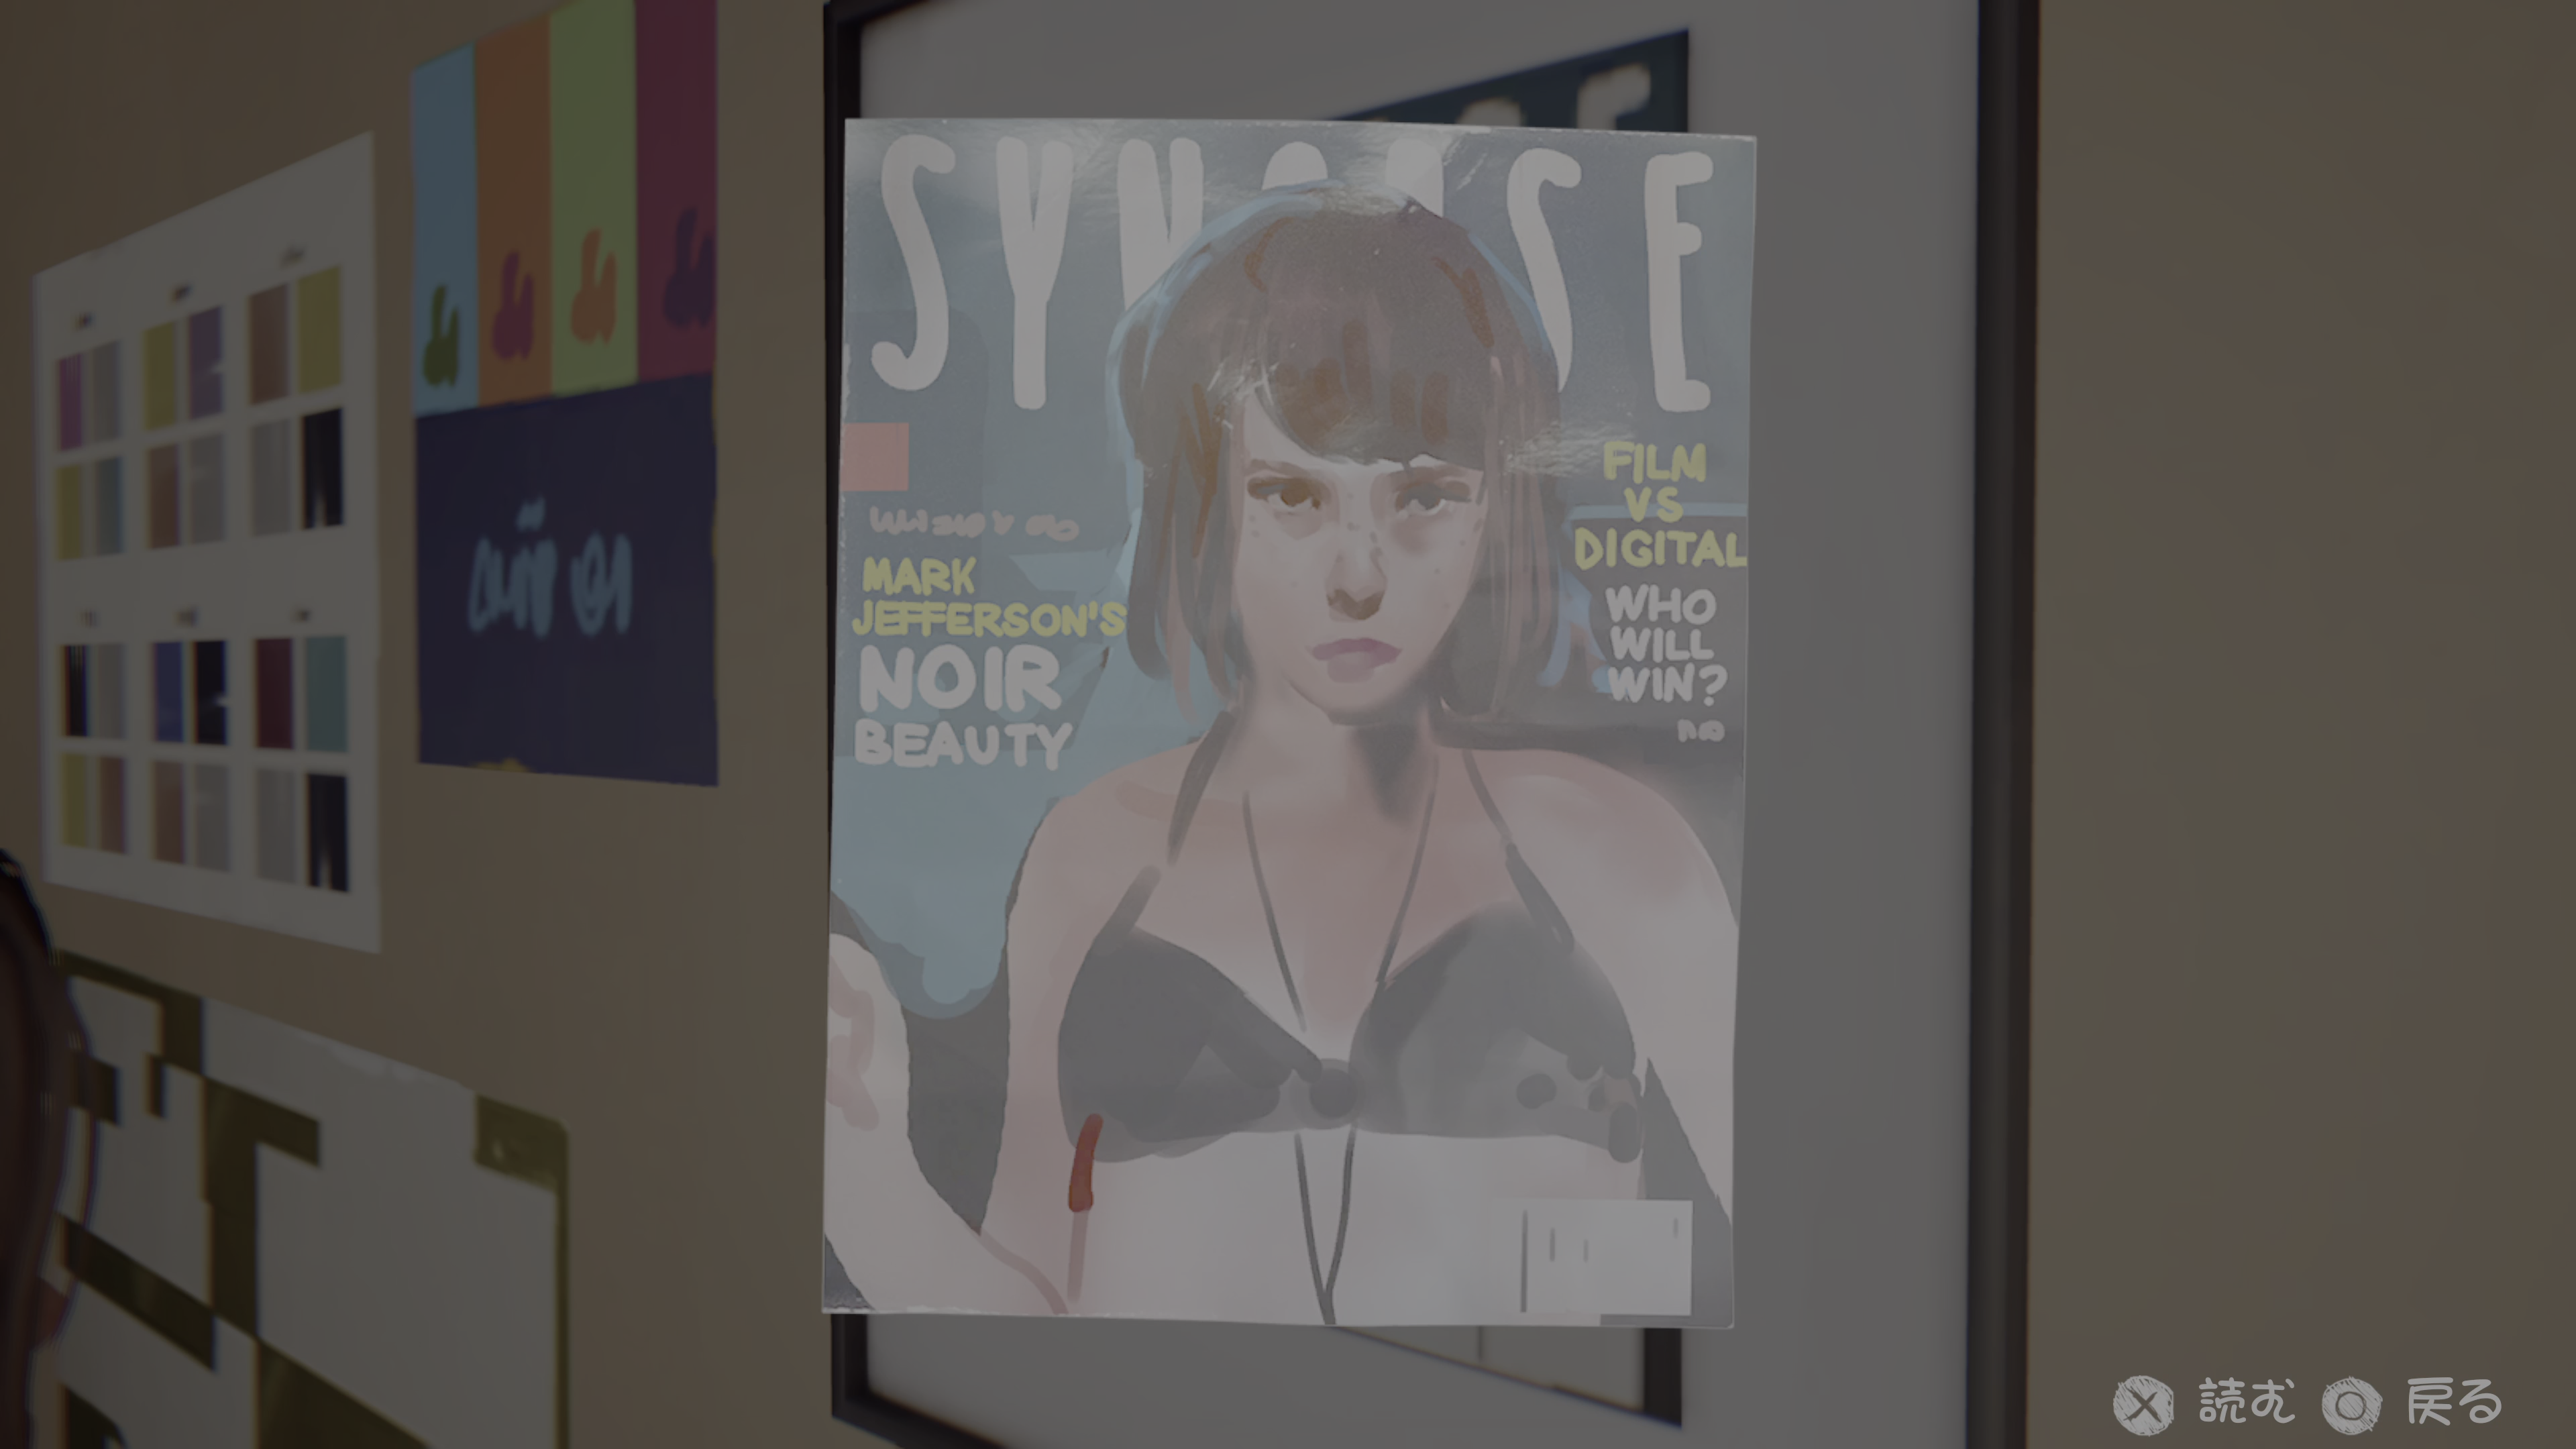 MARK
JEFFERSON'S
NOIR
BEAUTY
FILM
VS
DIGITAL
WHO
WILL
WIN?
読む
戻る